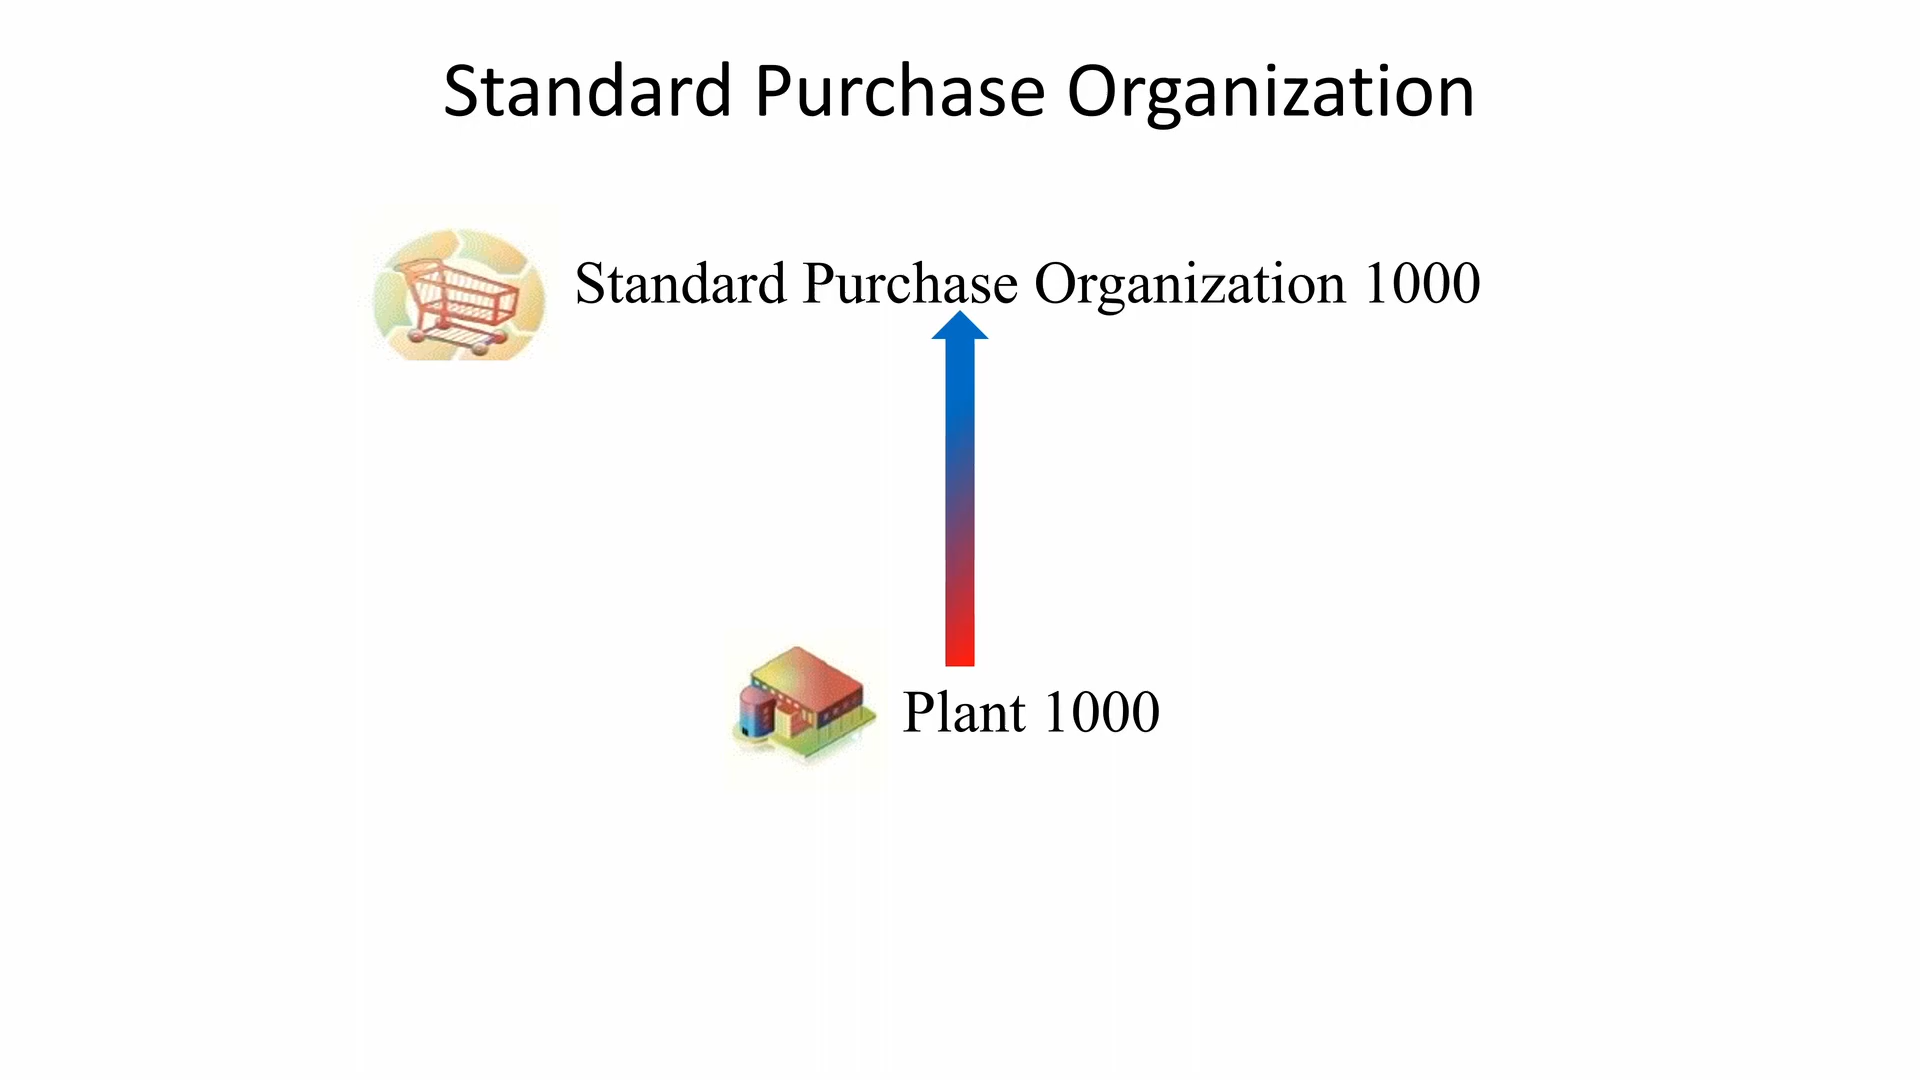 Standard Purchase Organization
Standard Purchase Organization 1000
Plant 1000